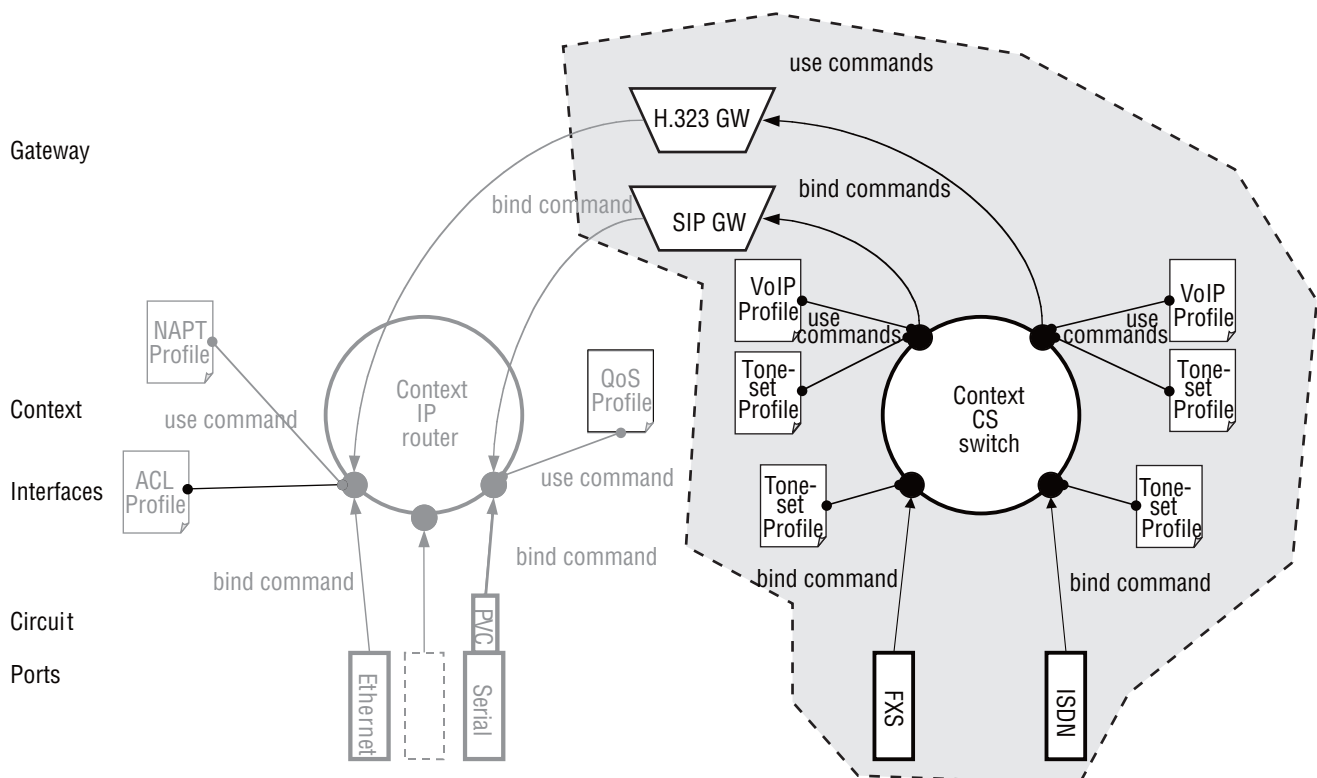 use commands
H.323 GW
Gateway
bind commands
bind command
SIP GW
VoIP
Profile
use
commands
VoIP
Profile
use
commands
NAPT
Profile
QoS
Profile
Tone-
set
Profile
Tone-
set
Profile
Context
IP
router
Context
CS
switch
Context
use command
use command
Interfaces
ACL
Profile
Tone-
set
Profile
Tone-
set
Profile
bind command
bind command
bind command
bind command
Circuit
PVC
Ports
Ethernet
Serial
FXS
ISDN